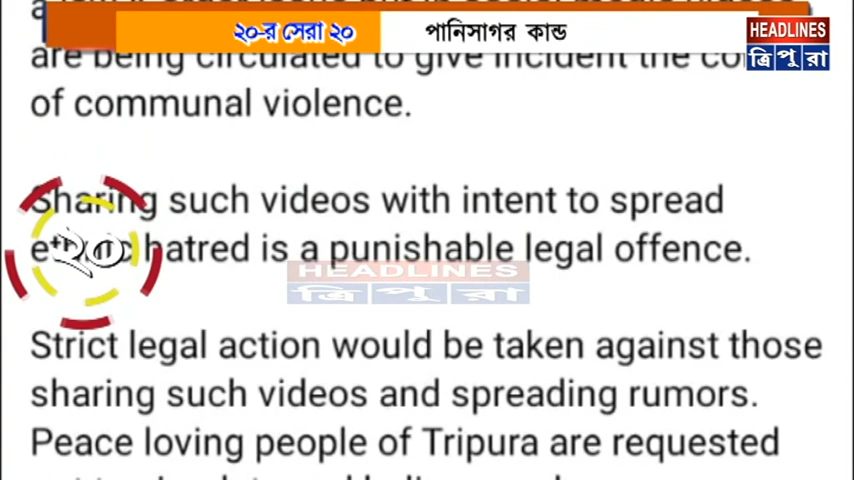 ২০-র সেরা ২০
পানিসাগর কান্ড
HEADLINES
ত্রিপুরা
are being circulated to give incident the
of communal violence.
Sharing such videos with intent to spread
hatred is a punishable legal offence.
২০
HEADLINES
ত্রিপুরা
Strict legal action would be taken against those
sharing such videos and spreading rumors.
Peace loving people of Tripura are requested